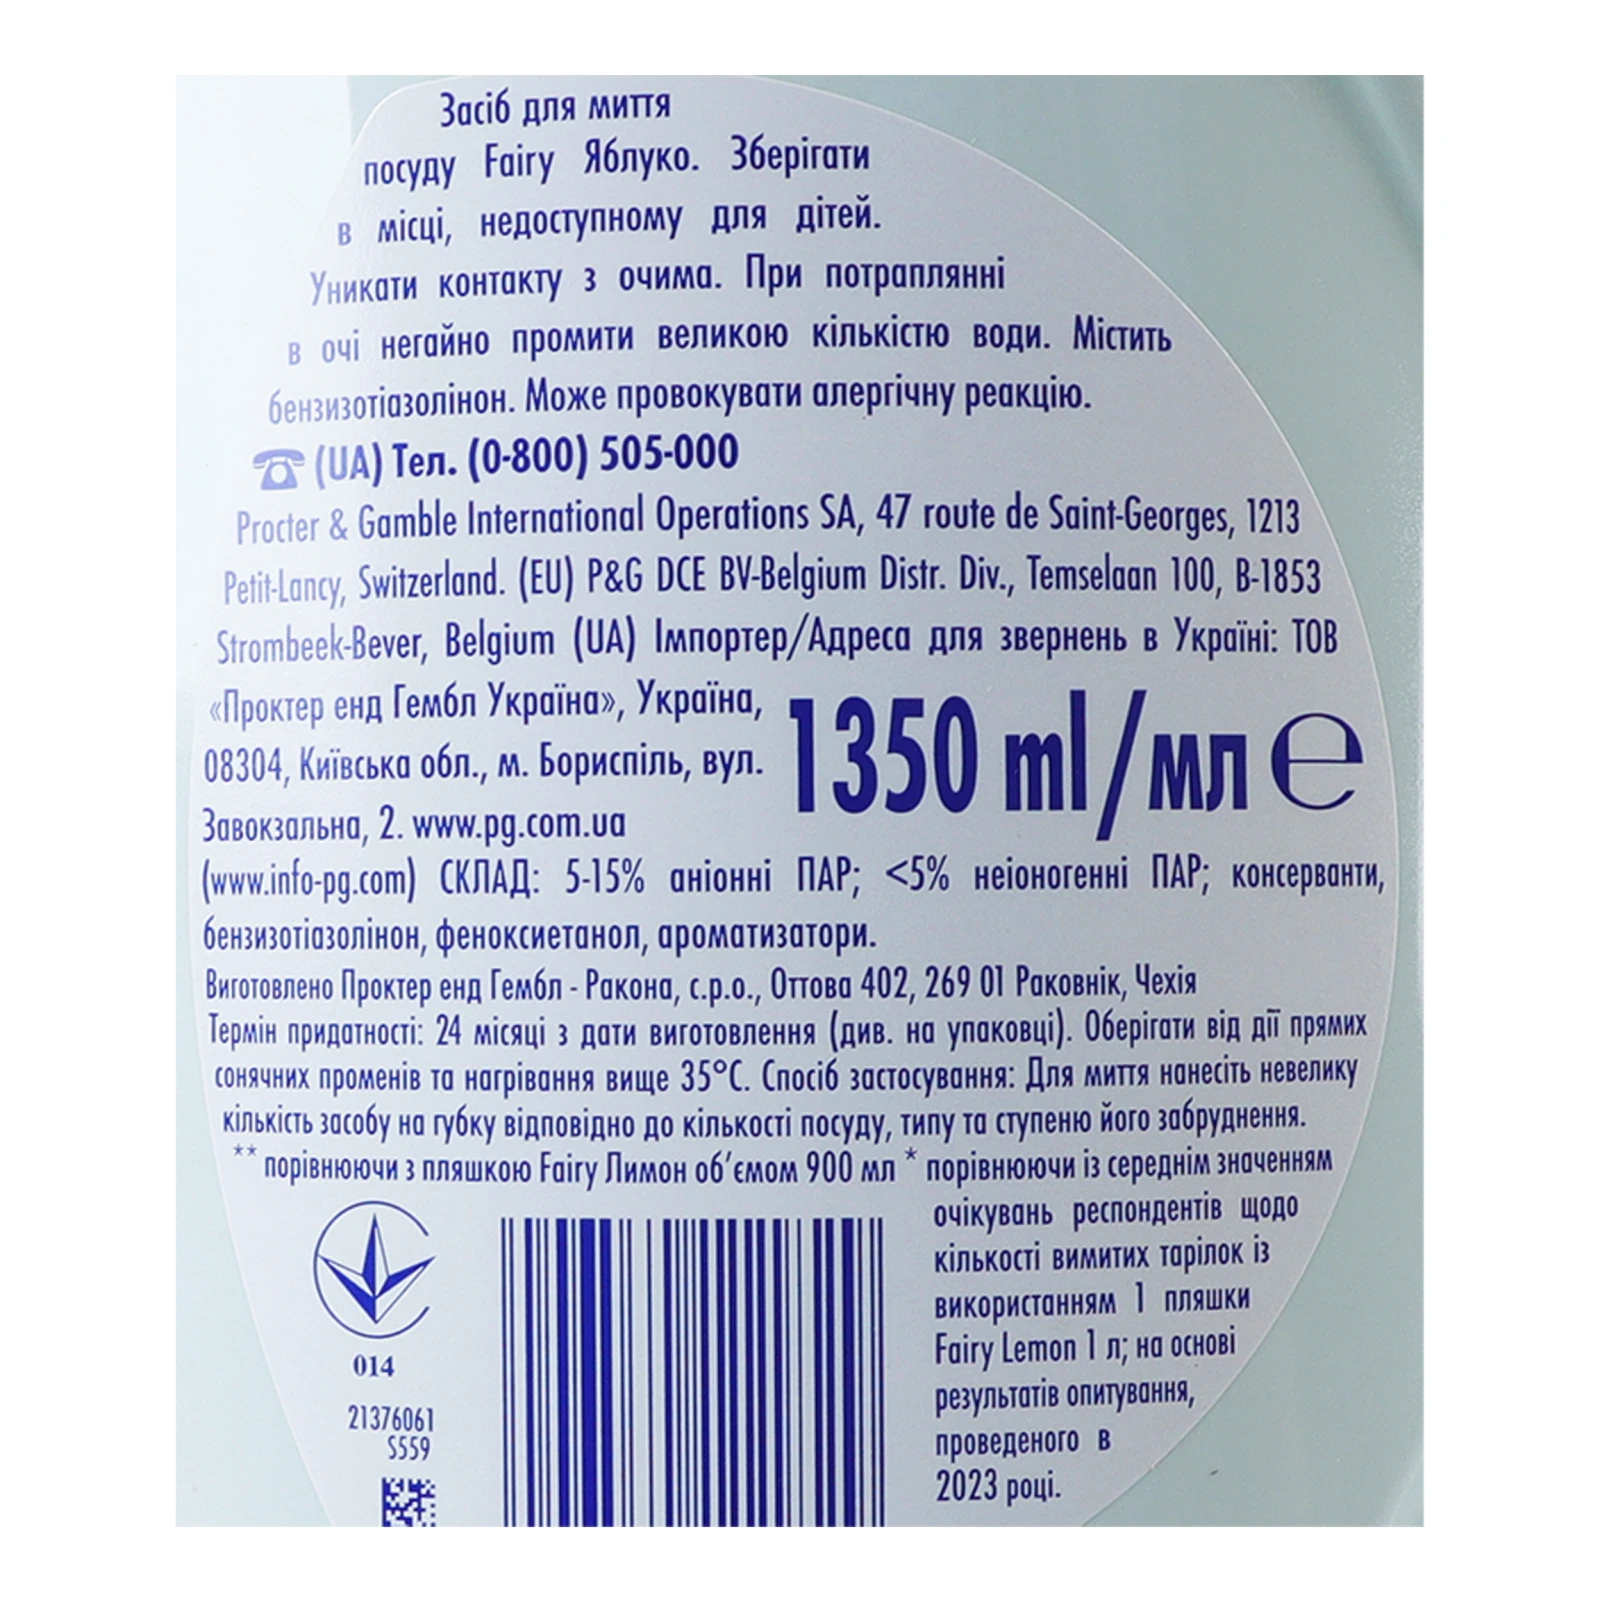 Засіб для миття
посуду Fairy Яблуко. Зберігати
в місці, недоступному для дітей.
Уникати контакту з очима. При потраплянні
в очі негайно промити великою кількістю води. Містить
бензизотіазолінон. Може провокувати алергічну реакцію.
(UA) Тел. (0-800) 505-000
Procter & Gamble International Operations SA, 47 route de Saint-Georges, 1213
Petit-Lancy, Switzerland. (EU) P&G DCE BV-Belgium Distr. Div., Temselaan 100, B-1853
Strombeek-Bever, Belgium (UA) Імпортер/Адреса для звернень в Україні: ТОВ
«Проктер енд Гембл Україна», Україна,
08304, Київська обл., м. Бориспіль, вул.
Завокзальна, 2. www.pg.com.ua
1350 ml/мл ℮
(www.info-pg.com) СКЛАД: 5-15% аніонні ПАР; <5% неіоногенні ПАР; консерванти,
бензизотіазолінон, феноксиетанол, ароматизатори.
Виготовлено Проктер енд Гембл - Ракона, с.р.о., Оттова 402, 269 01 Раковнік, Чехія
Термін придатності: 24 місяці з дати виготовлення (див. на упаковці). Оберігати від дії прямих
сонячних променів та нагрівання вище 35°C. Спосіб застосування: Для миття нанесіть невелику
кількість засобу на губку відповідно до кількості посуду, типу та ступеню його забруднення.
** порівнюючи з пляшкою Fairy Лимон об’ємом 900 мл * порівнюючи із середнім значенням
очікувань респондентів щодо
кількості вимитих тарілок із
використанням 1 пляшки
Fairy Lemon 1 л; на основі
результатів опитування,
проведеного в
2023 році.
014
21376061
S559